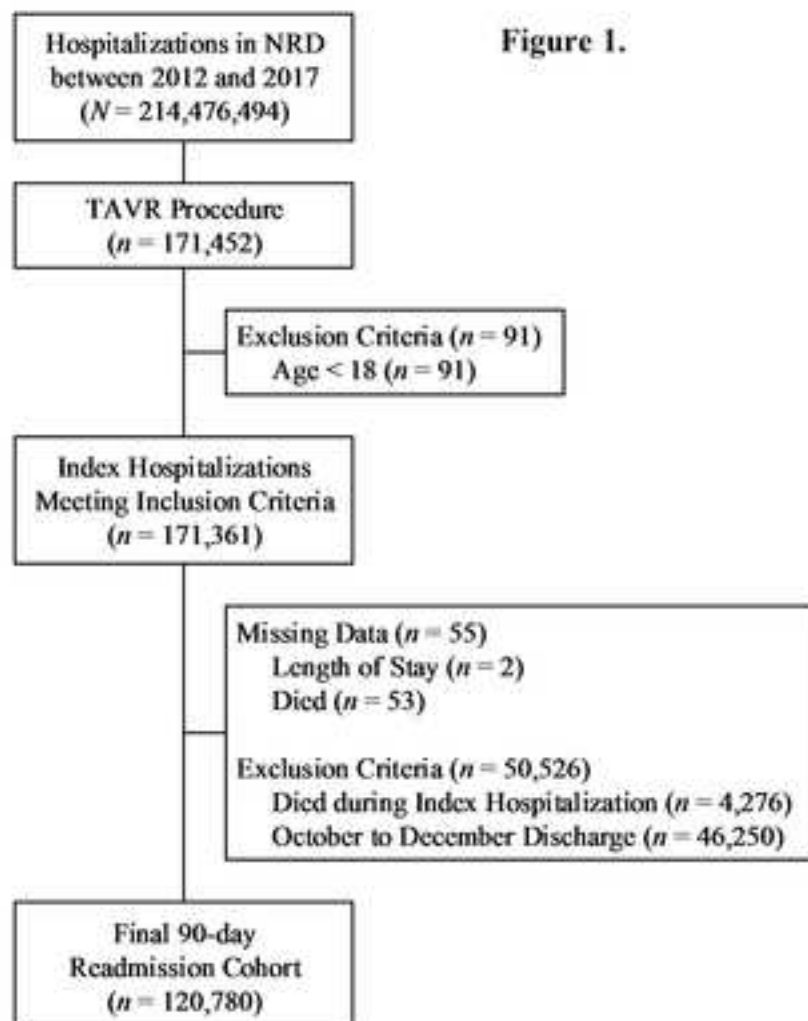 Figure 1.
Hospitalizations in NRD
between 2012 and 2017
(N = 214,476,494)
TAVR Procedure
(n = 171,452)
Exclusion Criteria (n = 91)
Age < 18 (n = 91)
Index Hospitalizations
Meeting Inclusion Criteria
(n = 171,361)
Missing Data (n = 55)
Length of Stay (n = 2)
Died (n = 53)
Exclusion Criteria (n = 50,526)
Died during Index Hospitalization (n = 4,276)
October to December Discharge (n = 46,250)
Final 90-day
Readmission Cohort
(n = 120,780)